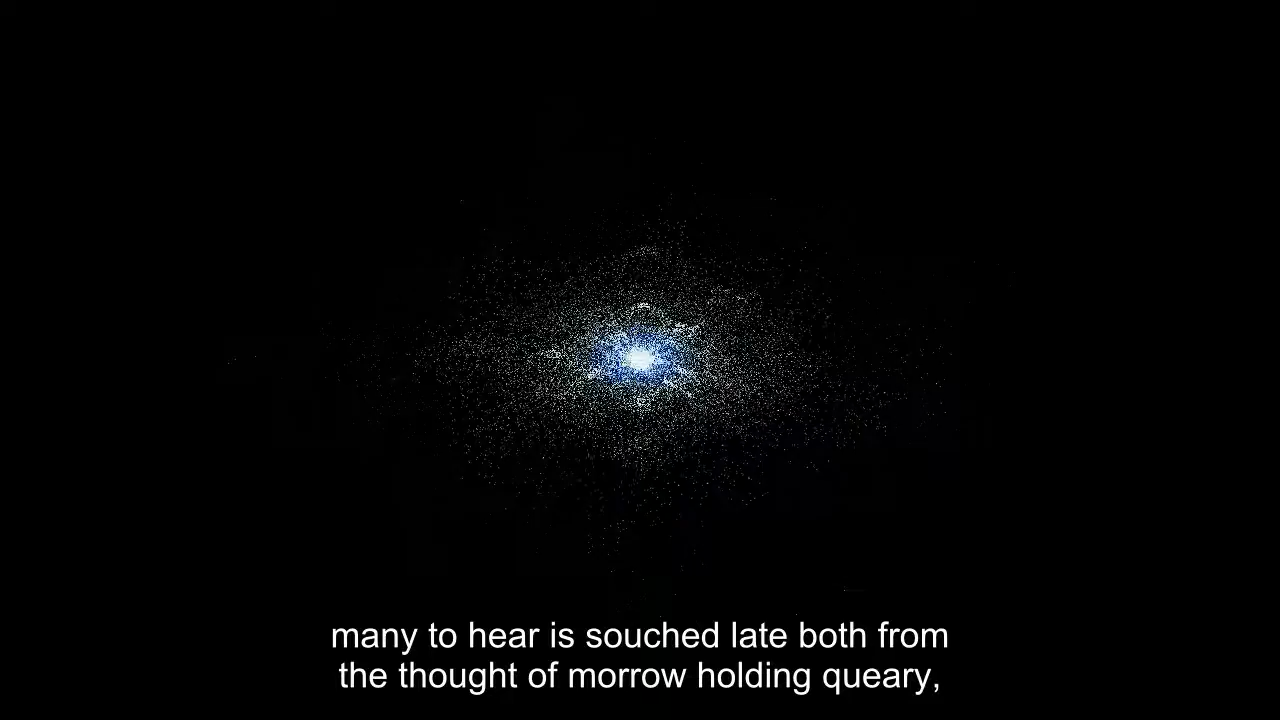 many to hear is souched late both from
the thought of morrow holding queary,